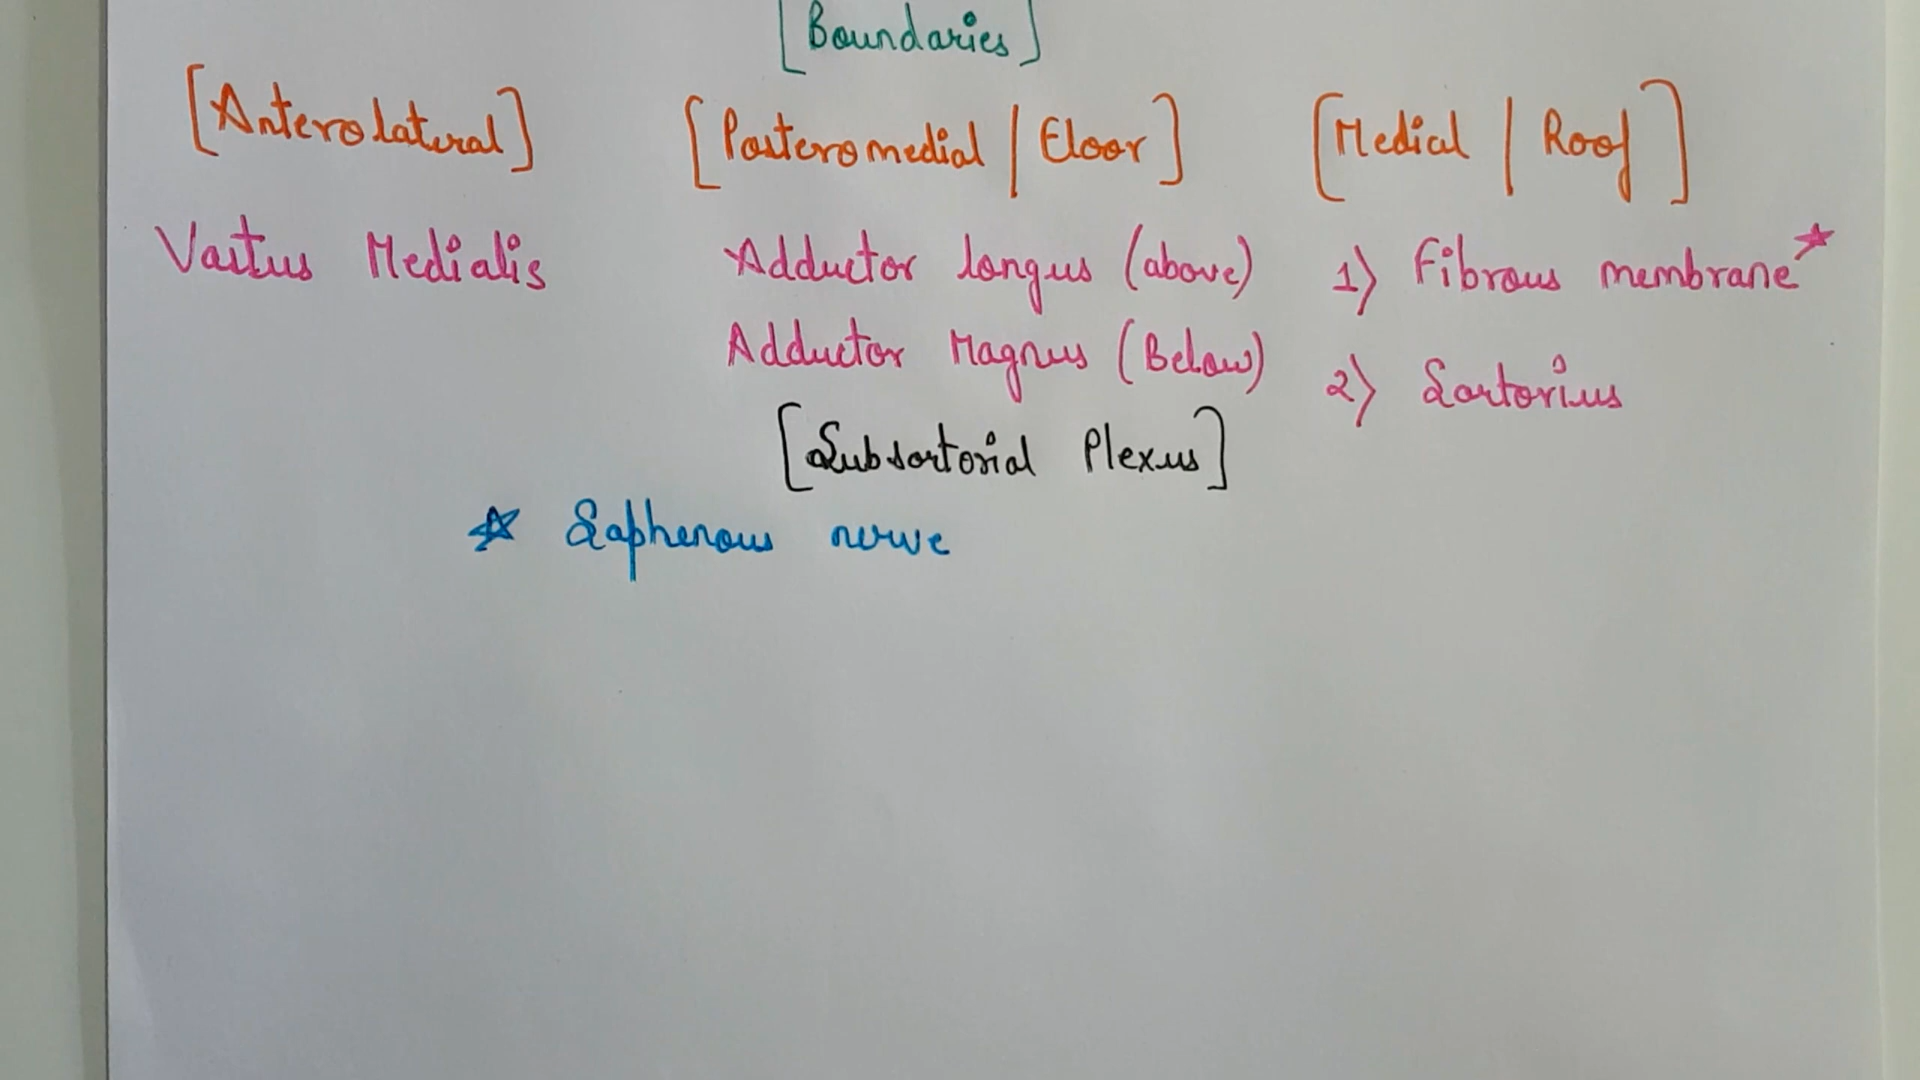 [Boundaries]
[Anterolateral] [Posteromedial | Floor] [Medial | Roof]
Vastus Medialis Adductor longus (above) 1) Fibrous membrane*
Adductor Magnus (Below) 2) Sartorius
[Subsartorial Plexus]
☆ Saphenous nerve